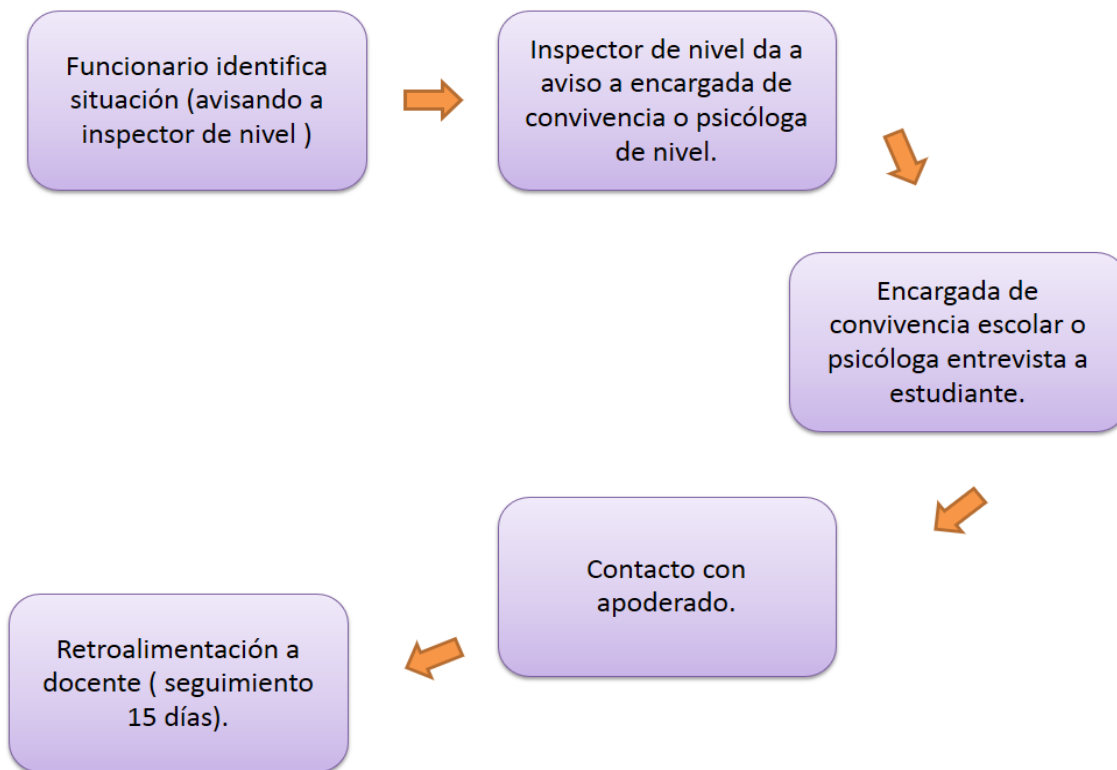 Funcionario identifica
situación (avisando a
inspector de nivel )
Inspector de nivel da a
aviso a encargada de
convivencia o psicóloga
de nivel.
Encargada de
convivencia escolar o
psicóloga entrevista a
estudiante.
Contacto con
apoderado.
Retroalimentación a
docente ( seguimiento
15 días).